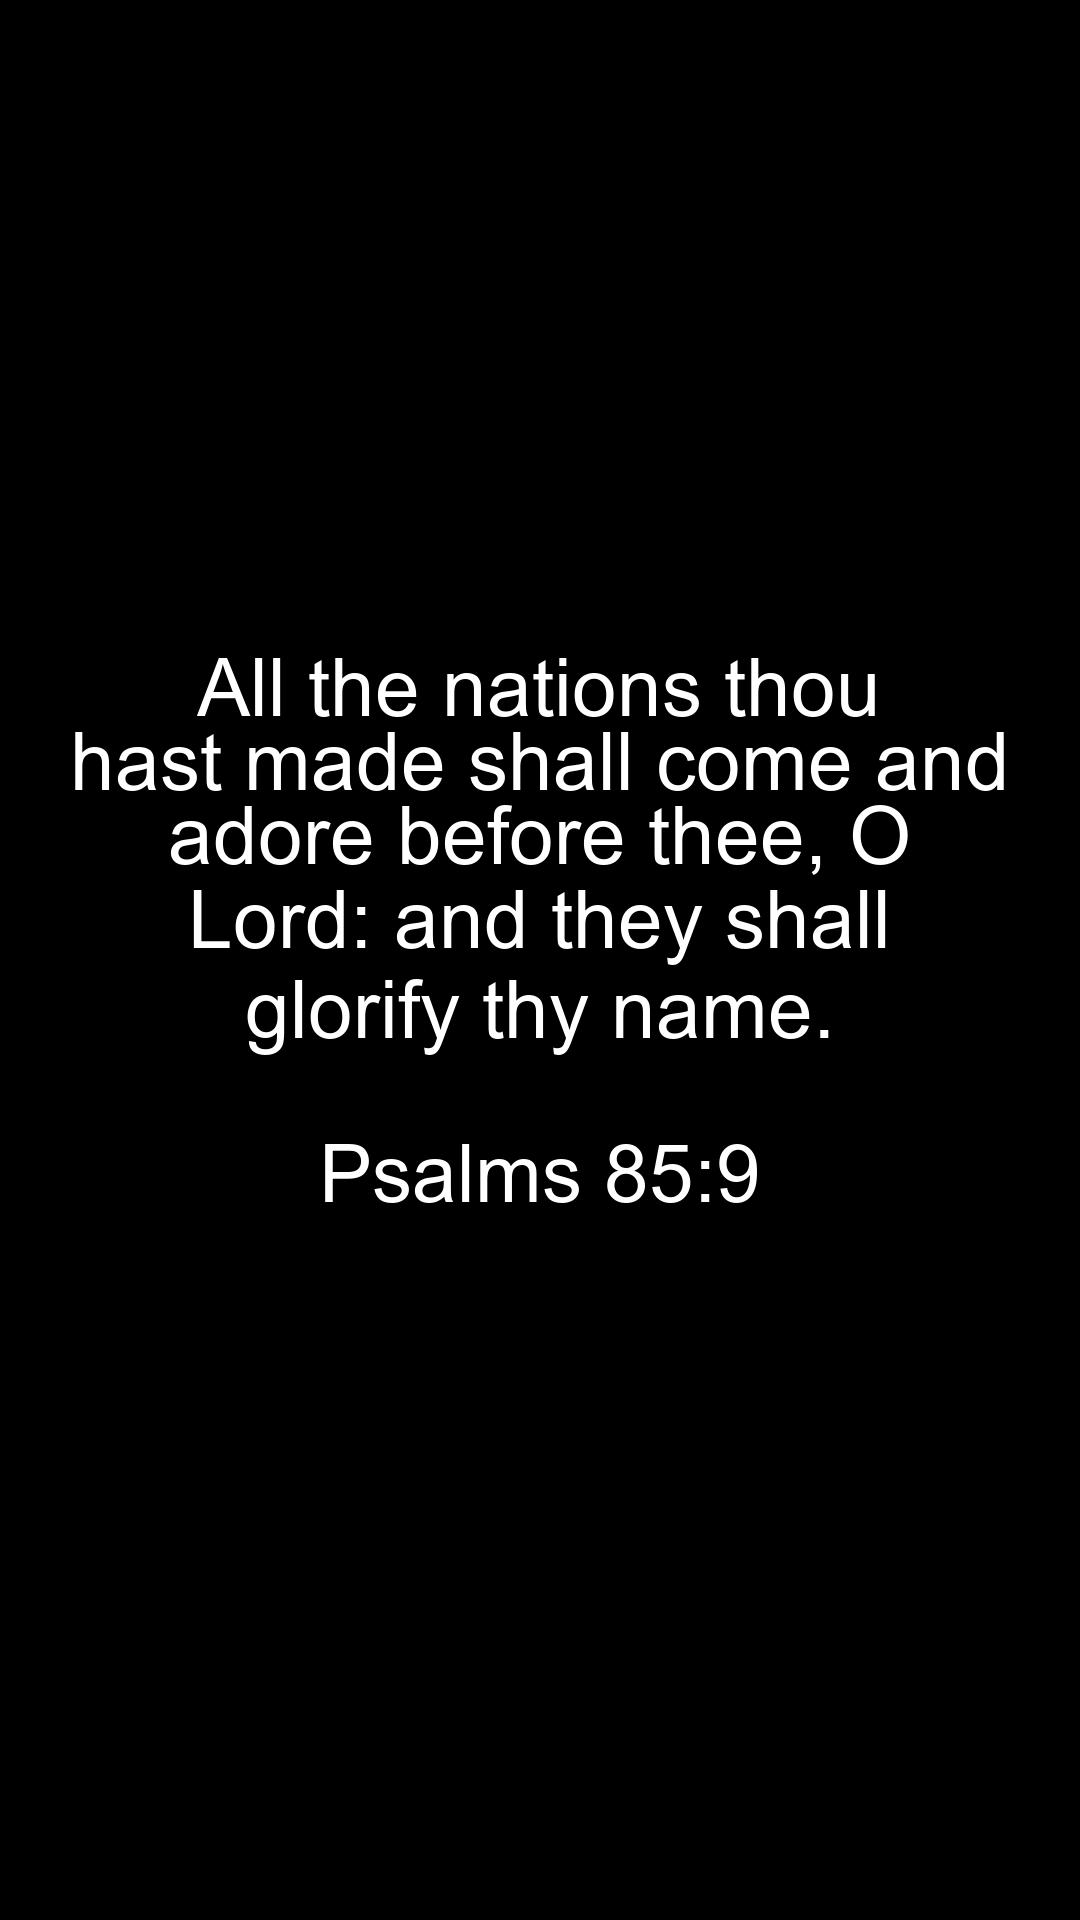 All the nations thou
hast made shall come and
adore before thee, O
Lord: and they shall
glorify thy name.
Psalms 85:9